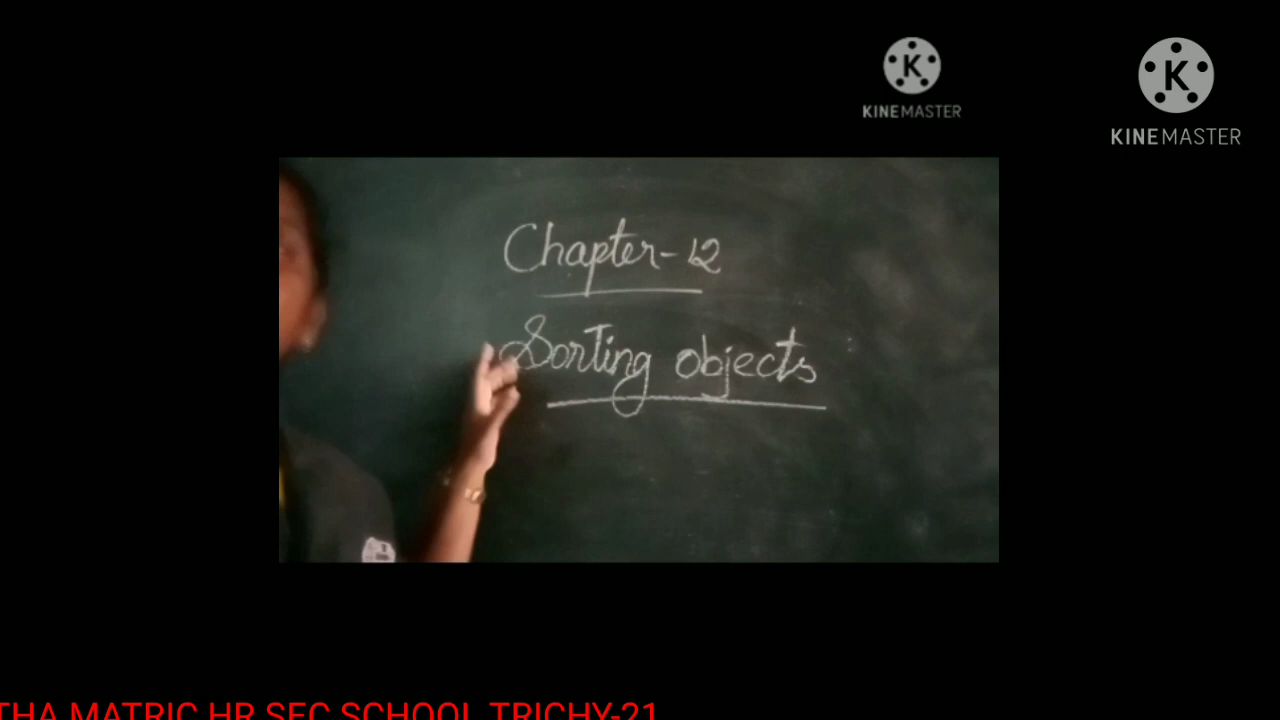 KINEMASTER
KINEMASTER
Chapter-12
Sorting objects
THA MATRIC HR SEC SCHOOL TRICHY-21